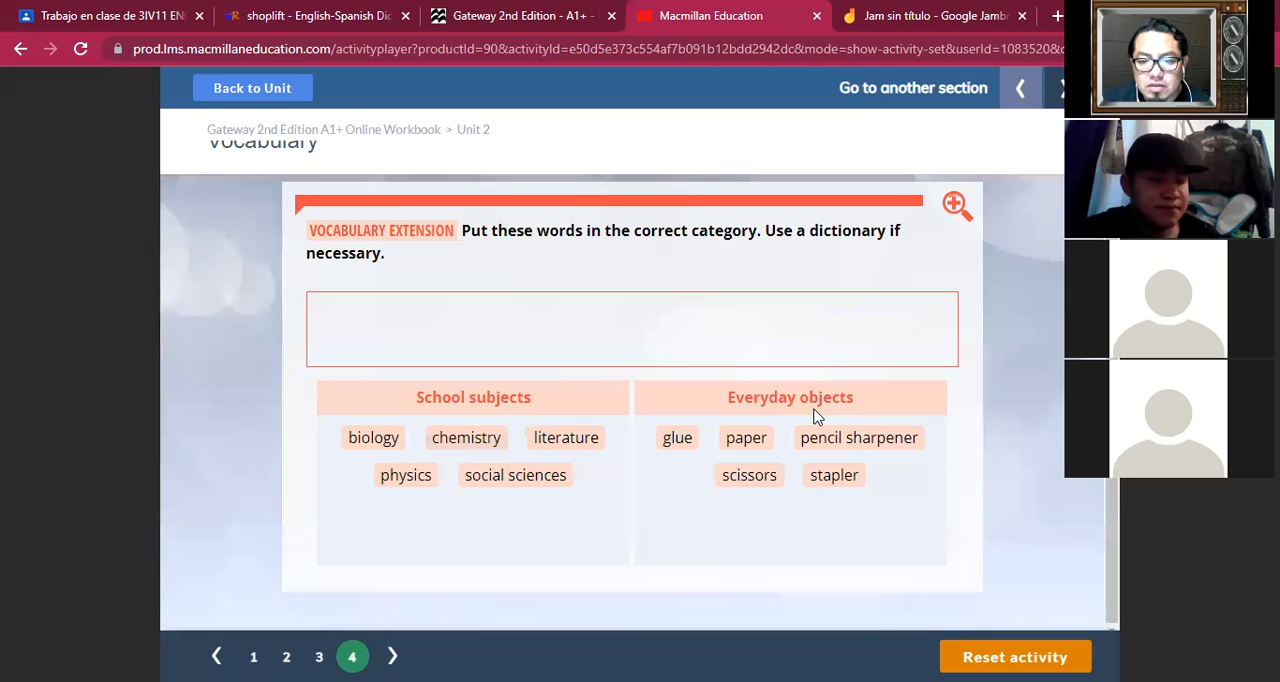 Trabajo en clase de 3IV11 EN
shoplift - English-Spanish Dic
Gateway 2nd Edition - A1+ -
Macmillan Education
Jam sin título - Google Jamb
prod.lms.macmillaneducation.com/activityplayer?productId=90&activityId=e50d5e373c554af7b091b12bdd2942dc&mode=show-activity-set&userId=1083520&c
Back to Unit
Go to another section
Gateway 2nd Edition A1+ Online Workbook > Unit 2
Vocabulary
VOCABULARY EXTENSION Put these words in the correct category. Use a dictionary if
necessary.
School subjects
Everyday objects
biology chemistry literature
glue paper pencil sharpener
physics social sciences
scissors stapler
1 2 3 4
Reset activity